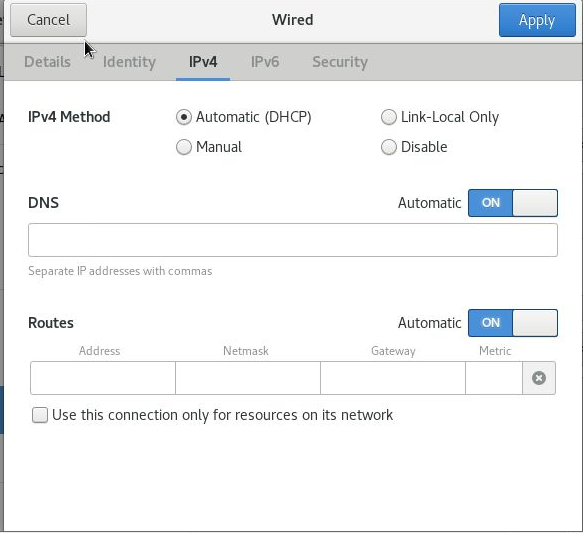 Cancel Wired Apply
Details Identity IPv4 IPv6 Security
IPv4 Method Automatic (DHCP) Link-Local Only
Manual Disable
DNS Automatic ON
Separate IP addresses with commas
Routes Automatic ON
Address Netmask Gateway Metric
Use this connection only for resources on its network